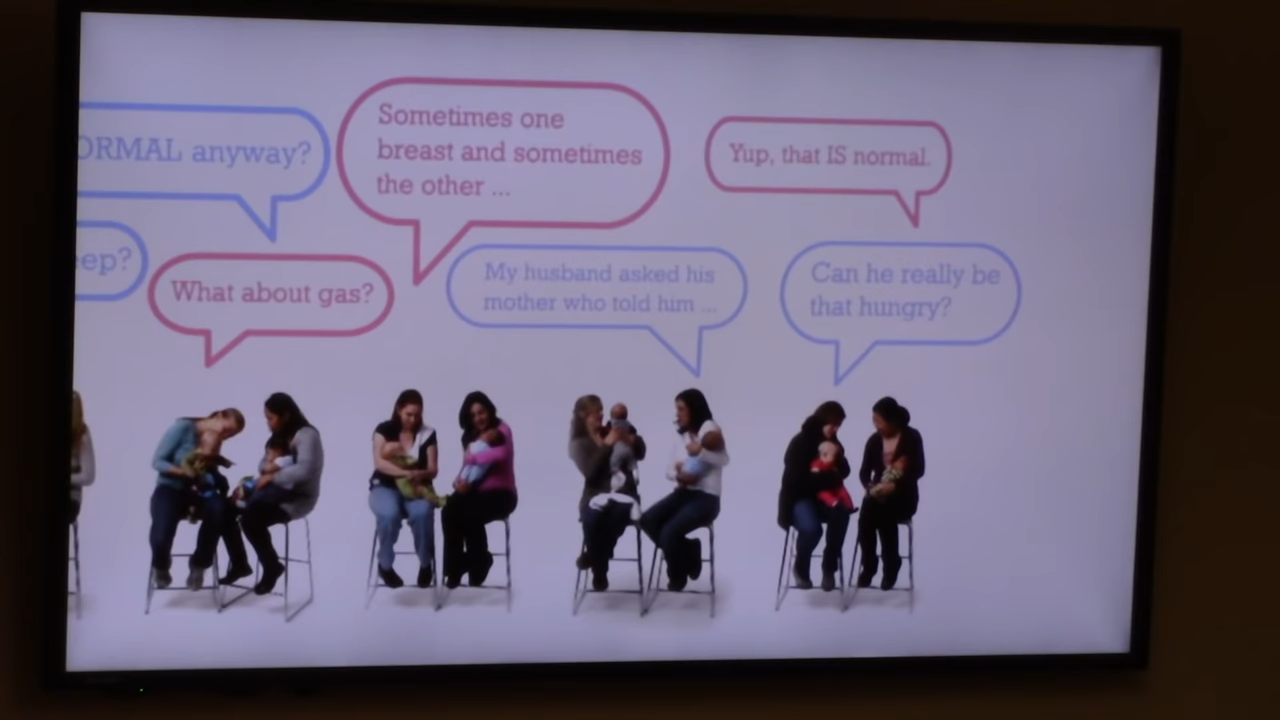 ORMAL anyway?
Sometimes one
breast and sometimes
the other ...
Yup, that IS normal.
eep?
What about gas?
My husband asked his
mother who told him ...
Can he really be
that hungry?